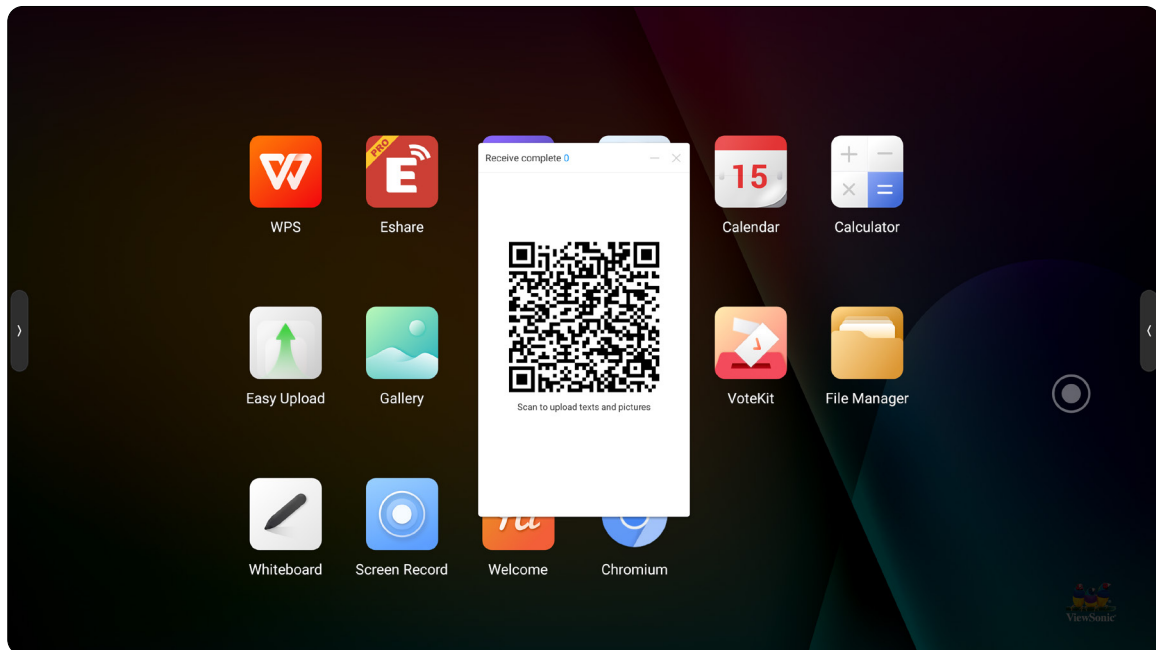 Receive complete 0
PRO
E
15
WPS
Eshare
Calendar
Calculator
Scan to upload texts and pictures
Easy Upload
Gallery
VoteKit
File Manager
Whiteboard
Screen Record
Welcome
Chromium
ViewSonic